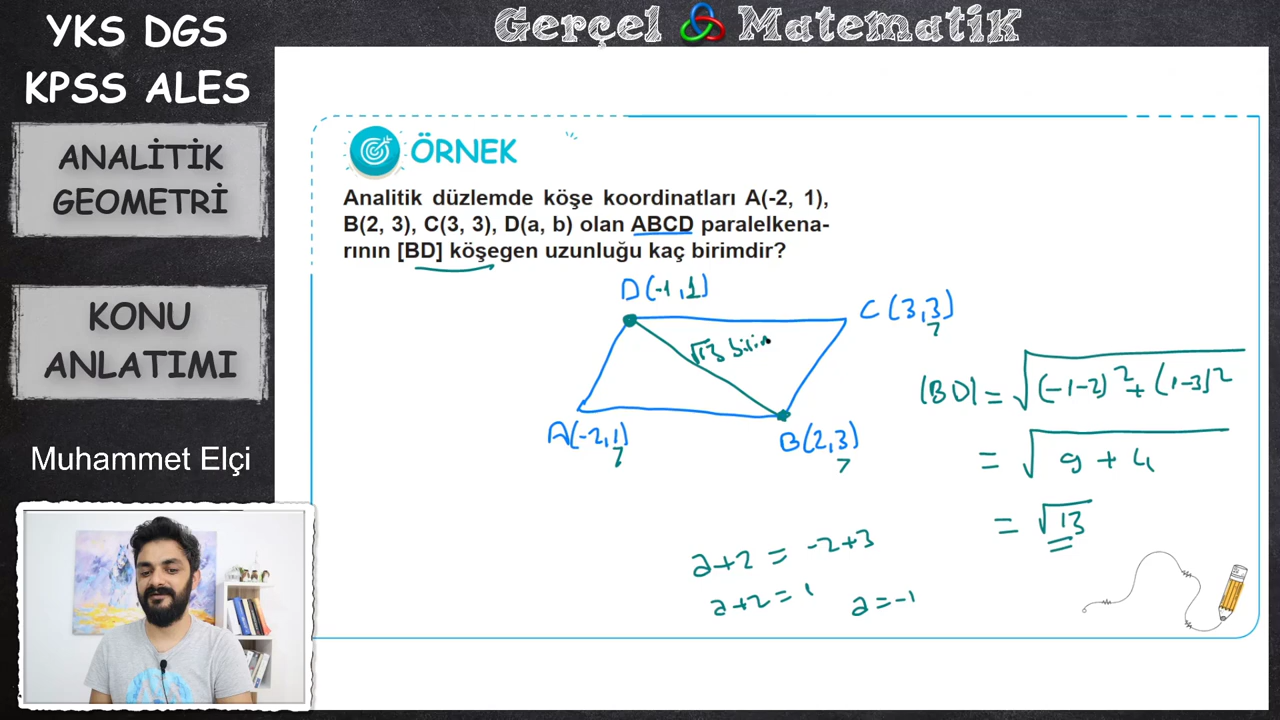 YKS DGS
KPSS ALES
ANALİTİK
GEOMETRİ
KONU
ANLATIMI
Muhammet Elçi
Gerçel Matematik
ÖRNEK
Analitik düzlemde köşe koordinatları A(-2, 1),
B(2, 3), C(3, 3), D(a, b) olan ABCD paralelkena-
rının [BD] köşegen uzunluğu kaç birimdir?
D(-1,1)
C(3,3)
√13 birim
A(-2,1)
B(2,3)
|BD| = √(-1-2)²+(1-3)²
= √9+4
= √13
a+2 = -2+3
a+2=1 a=-1